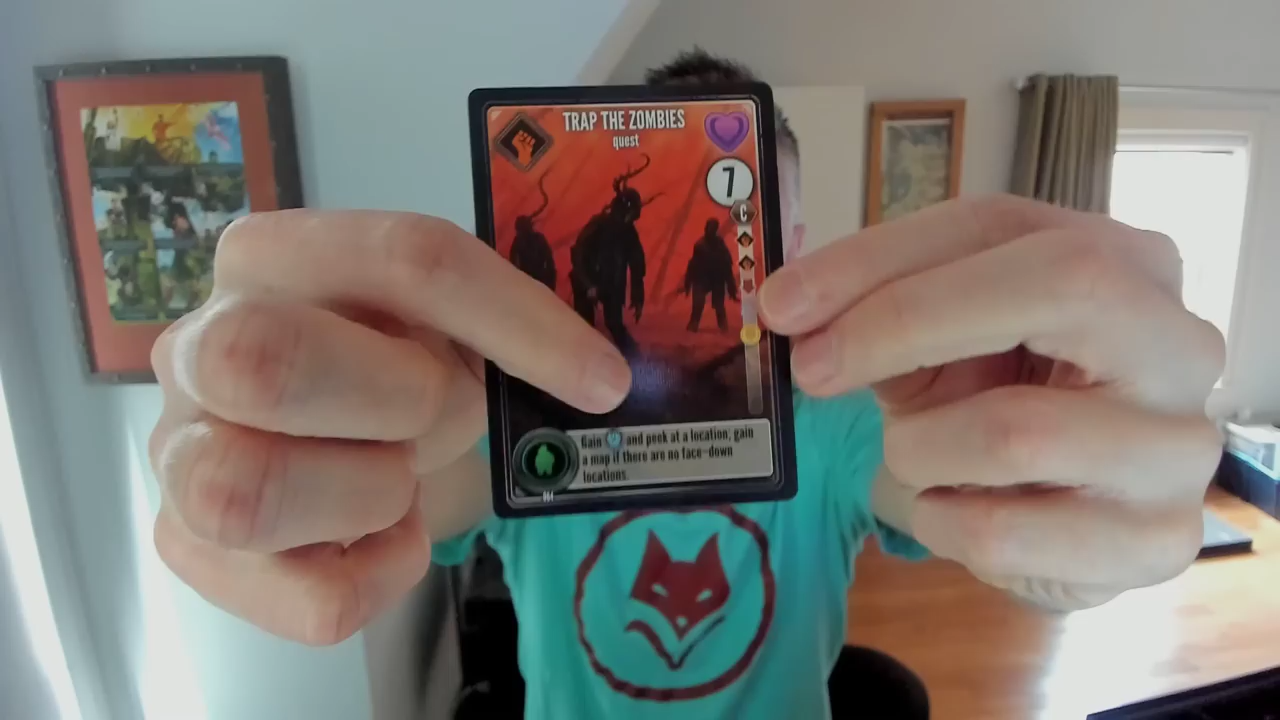 TRAP THE ZOMBIES
quest
7
C
Gain and peek at a location, gain
a map if there are no face-down
locations.